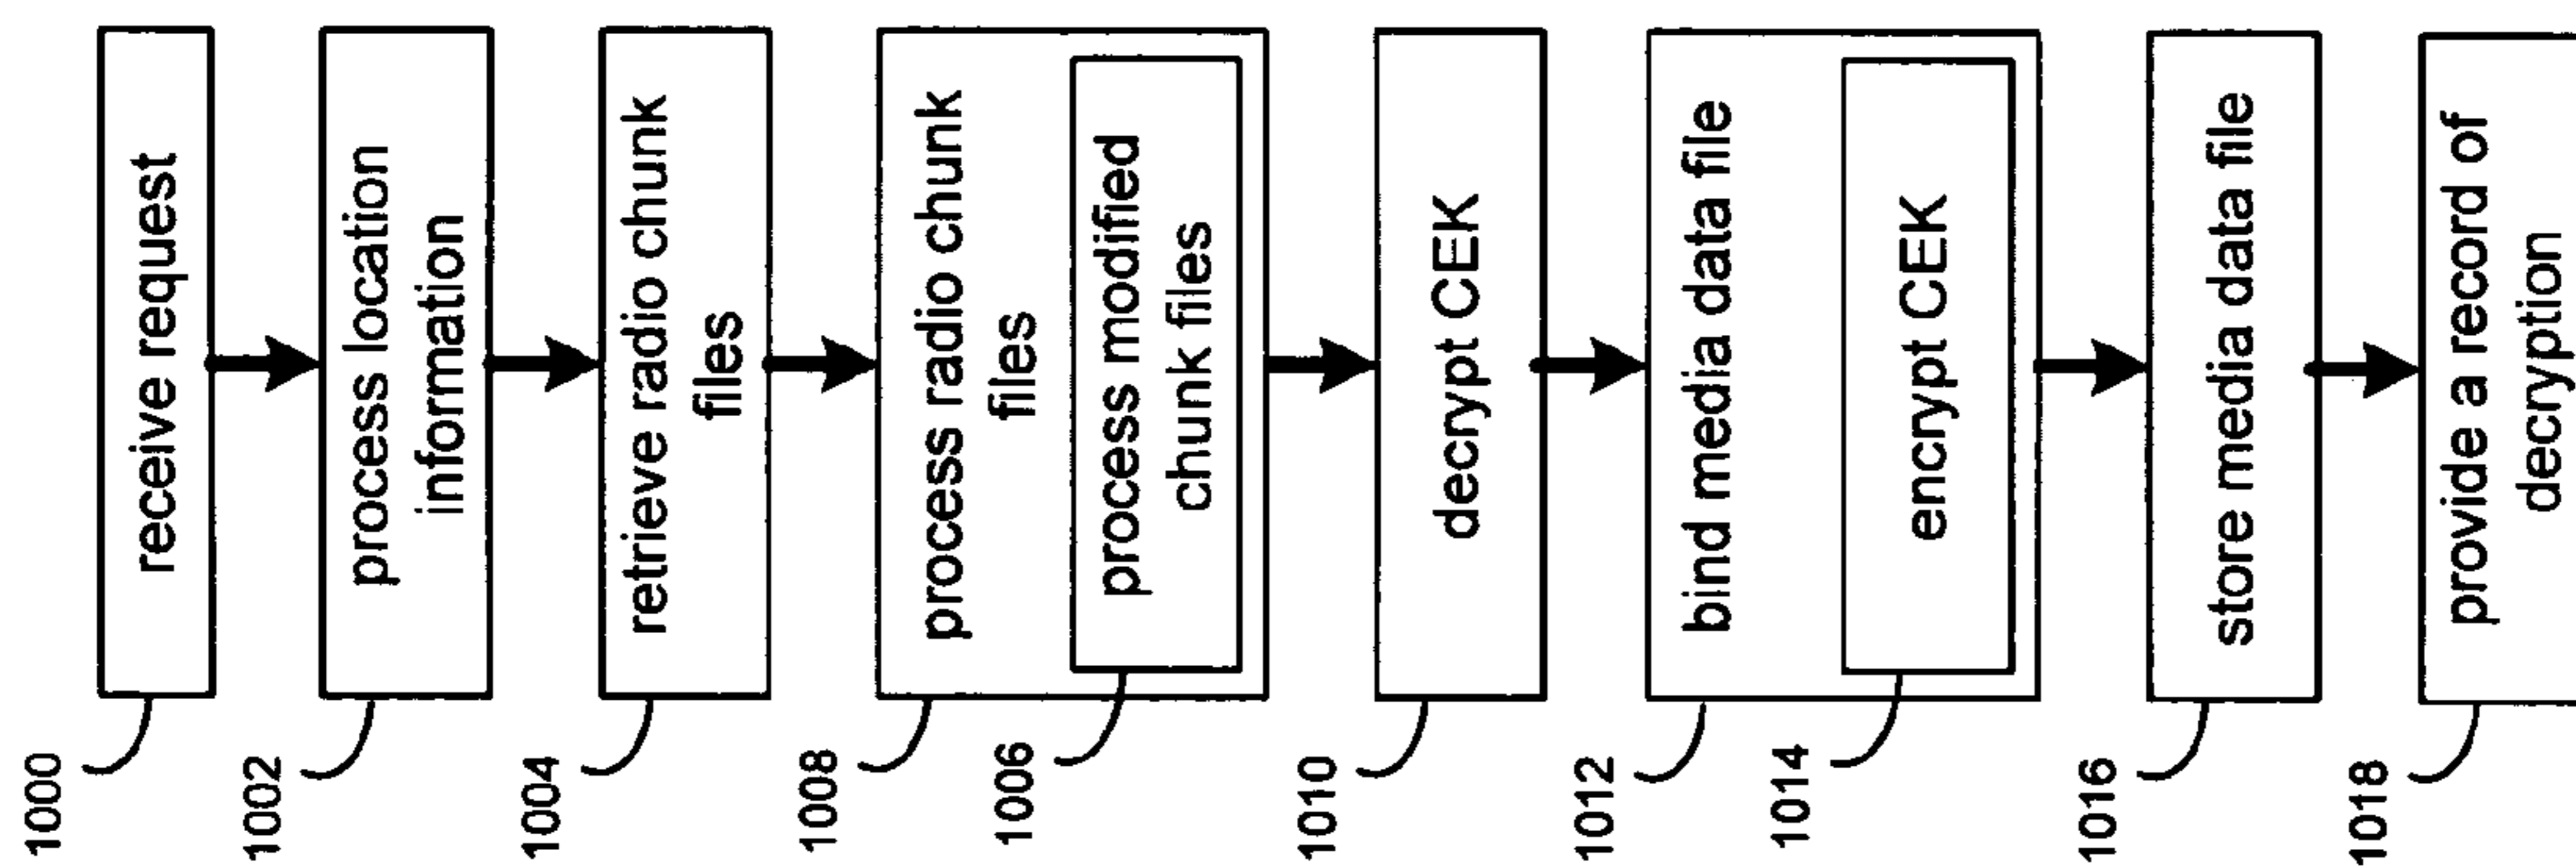 1000
receive request
1002
process location
information
1004
retrieve radio chunk
files
1008
process radio chunk
files
1006
process modified
chunk files
1010
decrypt CEK
1012
bind media data file
1014
encrypt CEK
1016
store media data file
1018
provide a record of
decryption